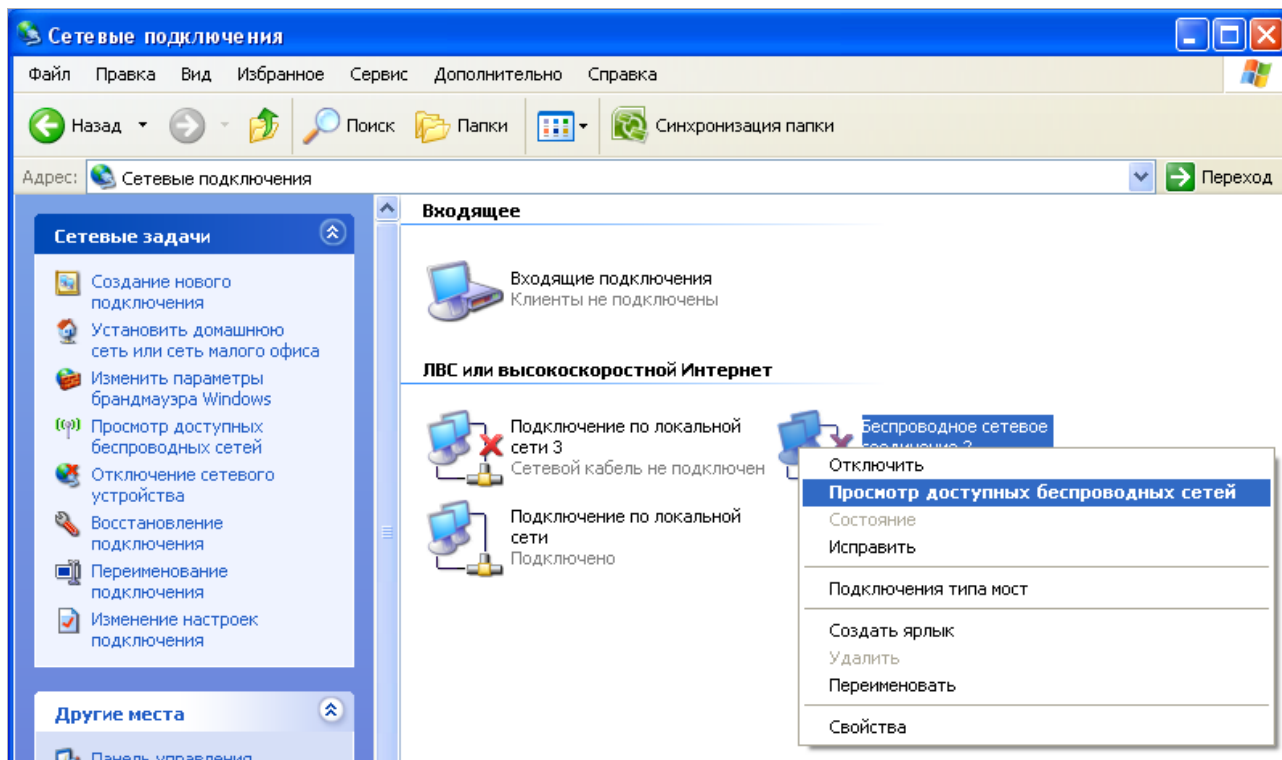 Сетевые подключения
Файл Правка Вид Избранное Сервис Дополнительно Справка
Назад Поиск Папки Синхронизация папки
Адрес: Сетевые подключения Переход
Сетевые задачи
Создание нового
подключения
Установить домашнюю
сеть или сеть малого офиса
Изменить параметры
брандмауэра Windows
Просмотр доступных
беспроводных сетей
Отключение сетевого
устройства
Восстановление
подключения
Переименование
подключения
Изменение настроек
подключения
Другие места
Панель управления
Входящее
Входящие подключения
Клиенты не подключены
ЛВС или высокоскоростной Интернет
Подключение по локальной
сети 3
Сетевой кабель не подключен
Подключение по локальной
сети
Подключено
Беспроводное сетевое
соединение
Отключить
Просмотр доступных беспроводных сетей
Состояние
Исправить
Подключения типа мост
Создать ярлык
Удалить
Переименовать
Свойства